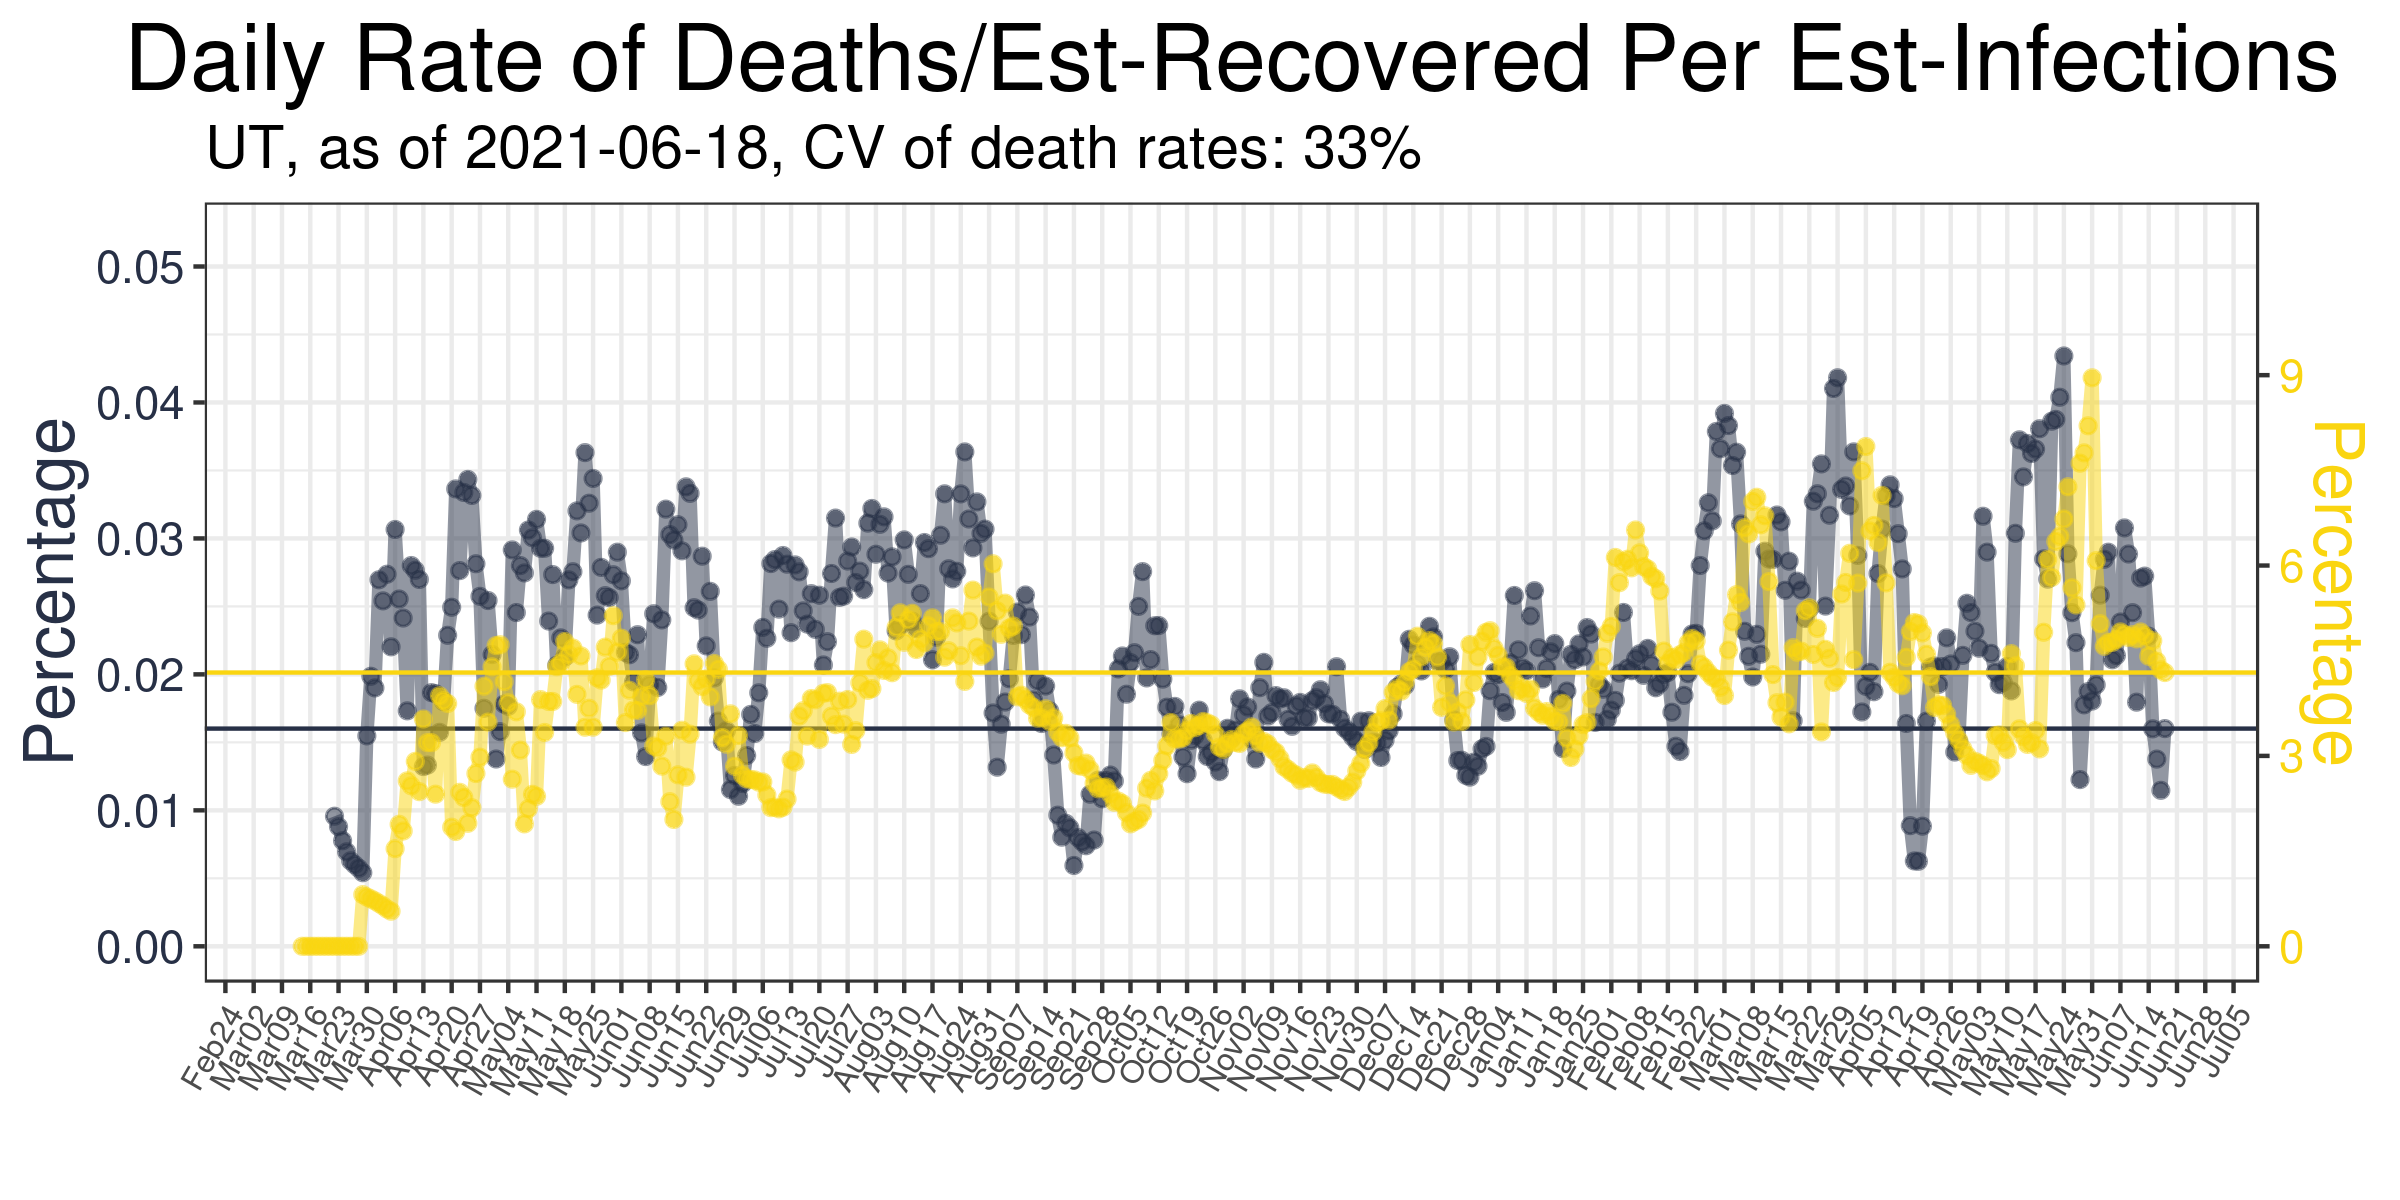 Daily Rate of Deaths/Est-Recovered Per Est-Infections
UT, as of 2021-06-18, CV of death rates: 33%
Percentage
0.05
0.04
0.03
0.02
0.01
0.00
9
6
3
0
Percentage
Feb24
Mar02
Mar09
Mar16
Mar23
Mar30
Apr06
Apr13
Apr20
Apr27
May04
May11
May18
May25
Jun01
Jun08
Jun15
Jun22
Jun29
Jul06
Jul13
Jul20
Jul27
Aug03
Aug10
Aug17
Aug24
Aug31
Sep07
Sep14
Sep21
Sep28
Oct05
Oct12
Oct19
Oct26
Nov02
Nov09
Nov16
Nov23
Nov30
Dec07
Dec14
Dec21
Dec28
Jan04
Jan11
Jan18
Jan25
Feb01
Feb08
Feb15
Feb22
Mar01
Mar08
Mar15
Mar22
Mar29
Apr05
Apr12
Apr19
Apr26
May03
May10
May17
May24
May31
Jun07
Jun14
Jun21
Jun28
Jul05